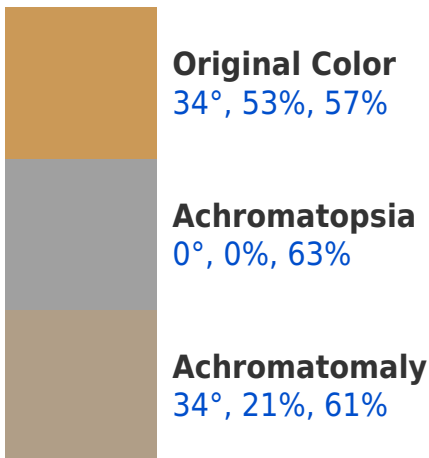 Original Color
34°, 53%, 57%
Achromatopsia
0°, 0%, 63%
Achromatomaly
34°, 21%, 61%